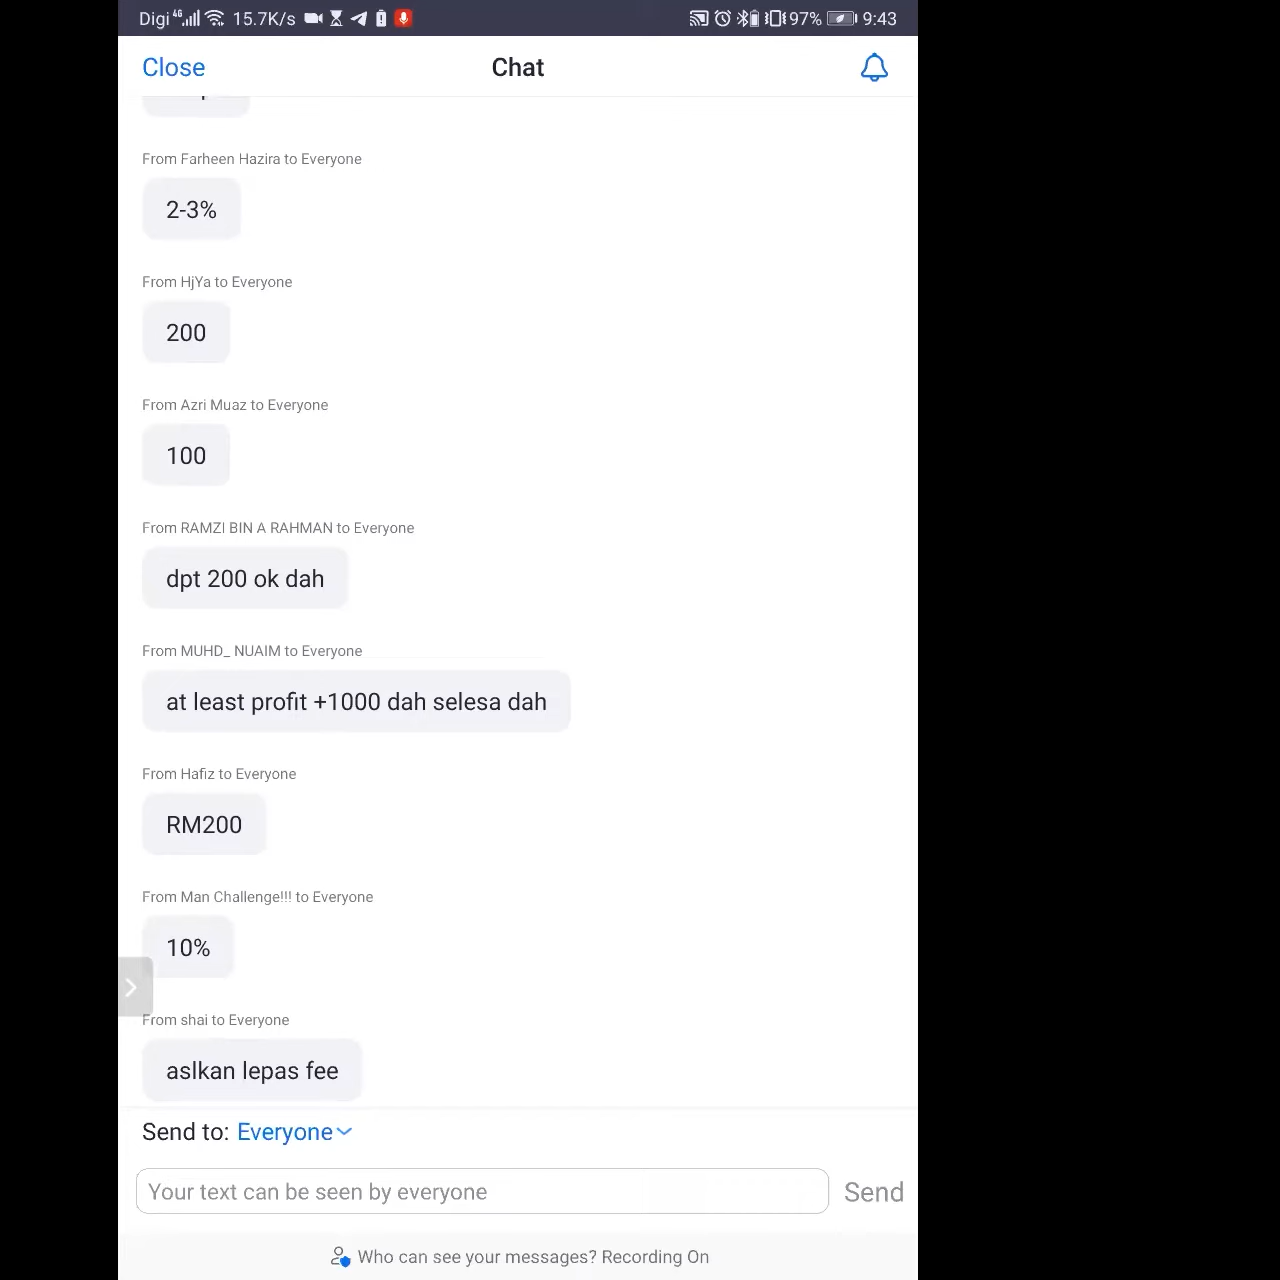 Digi 4G 15.7K/s 97% 9:43
Close Chat
From Farheen Hazira to Everyone
2-3%
From HjYa to Everyone
200
From Azri Muaz to Everyone
100
From RAMZI BIN A RAHMAN to Everyone
dpt 200 ok dah
From MUHD_ NUAIM to Everyone
at least profit +1000 dah selesa dah
From Hafiz to Everyone
RM200
From Man Challenge!!! to Everyone
10%
From shai to Everyone
aslkan lepas fee
Send to: Everyone
Your text can be seen by everyone Send
Who can see your messages? Recording On